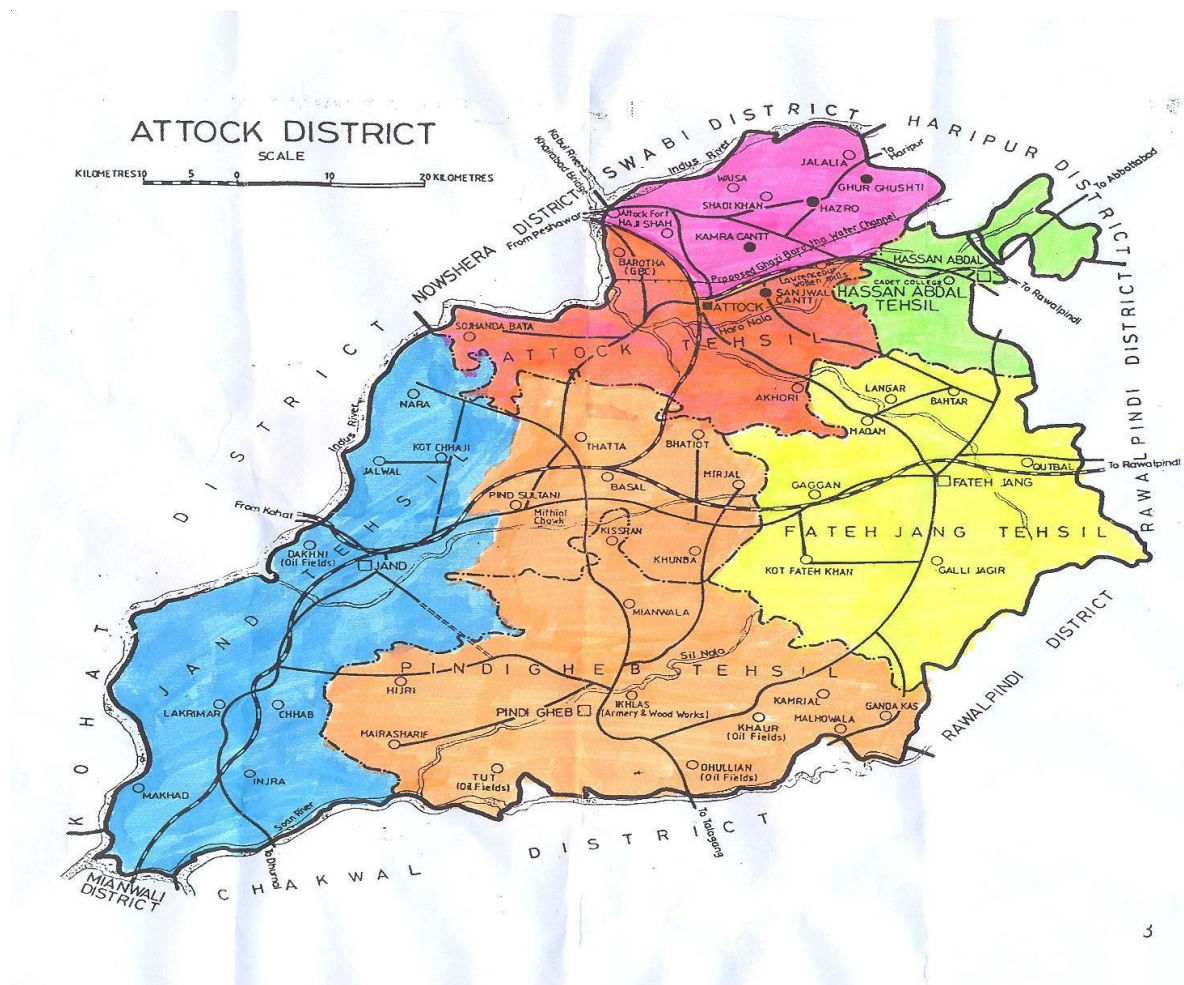 ATTOCK DISTRICT
SCALE
KILOMETRES 10 5 0 10 20 KILOMETRES
SWABI DISTRICT
HARIPUR DISTRICT
NOWSHERA DISTRICT
KOHAT DISTRICT
MIANWALI
DISTRICT
CHAKWAL DISTRICT
RAWALPINDI DISTRICT
RAWALPINDI DISTRICT
Kabul River
Khairabad Bridge
Indus River
From Peshawar
To
Haripur
To Abbottabad
JALALIA
WAISA
GHUR GHUSHTI
SHADI KHAN
HAZRO
Attock Fort
HAJI SHAH
KAMRA CANTT
Proposed Ghazi Barotha Water Channel
BAROTHA
(GBC)
HASSAN ABDAL
CADET COLLEGE
HASSAN ABDAL
TEHSIL
To Rawalpindi
Lawrencepur
wollen mills
SANJWAL
CANTT
ATTOCK
Haro Nala
SOJHANDA BATA
ATTOCK TEHSIL
AKHORI
LANGAR
BAHTAR
MAQAM
NARA
Indus River
KOT CHHAJI
JALWAL
THATTA
BHATIOT
MIRJAL
BASAL
PIND SULTANI
Mithial
Chowk
KISSRAN
KHUNDA
MIANWALA
GAGGAN
QUTBAL
To Rawalpindi
FATEH JANG
FATEH JANG TEHSIL
KOT FATEH KHAN
GALLI JAGIR
From Kohat
DAKHNI
(Oil Fields)
JAND
JAND TEHSIL
Sil Nala
PINDIGHEB TEHSIL
HIJRI
LAKRIMAR
CHHAB
PINDI GHEB
IKHLAS
(Armery & Wood Works)
KAMRIAL
GANDAKAS
MALHOWALA
KHAUR
(Oil Fields)
MAIRASHARIF
TUT
(Oil Fields)
DHULLIAN
(Oil Fields)
INJRA
MAKHAD
Soan River
To Dhurnal
To Talagang
3